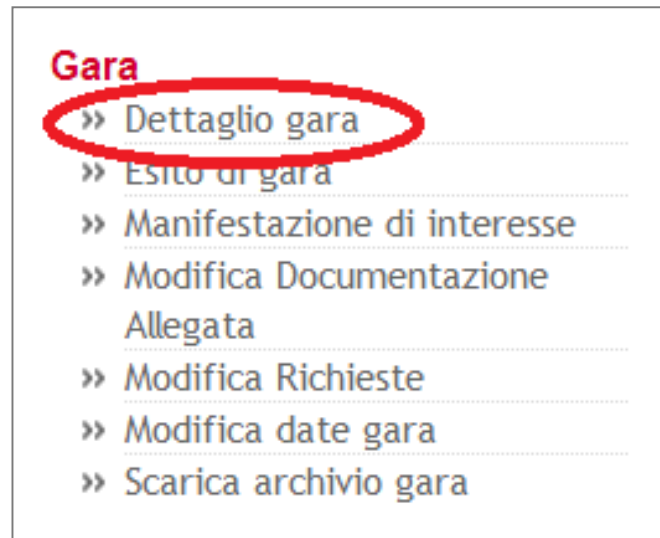 Gara
» Dettaglio gara
» Esito di gara
» Manifestazione di interesse
» Modifica Documentazione
Allegata
» Modifica Richieste
» Modifica date gara
» Scarica archivio gara